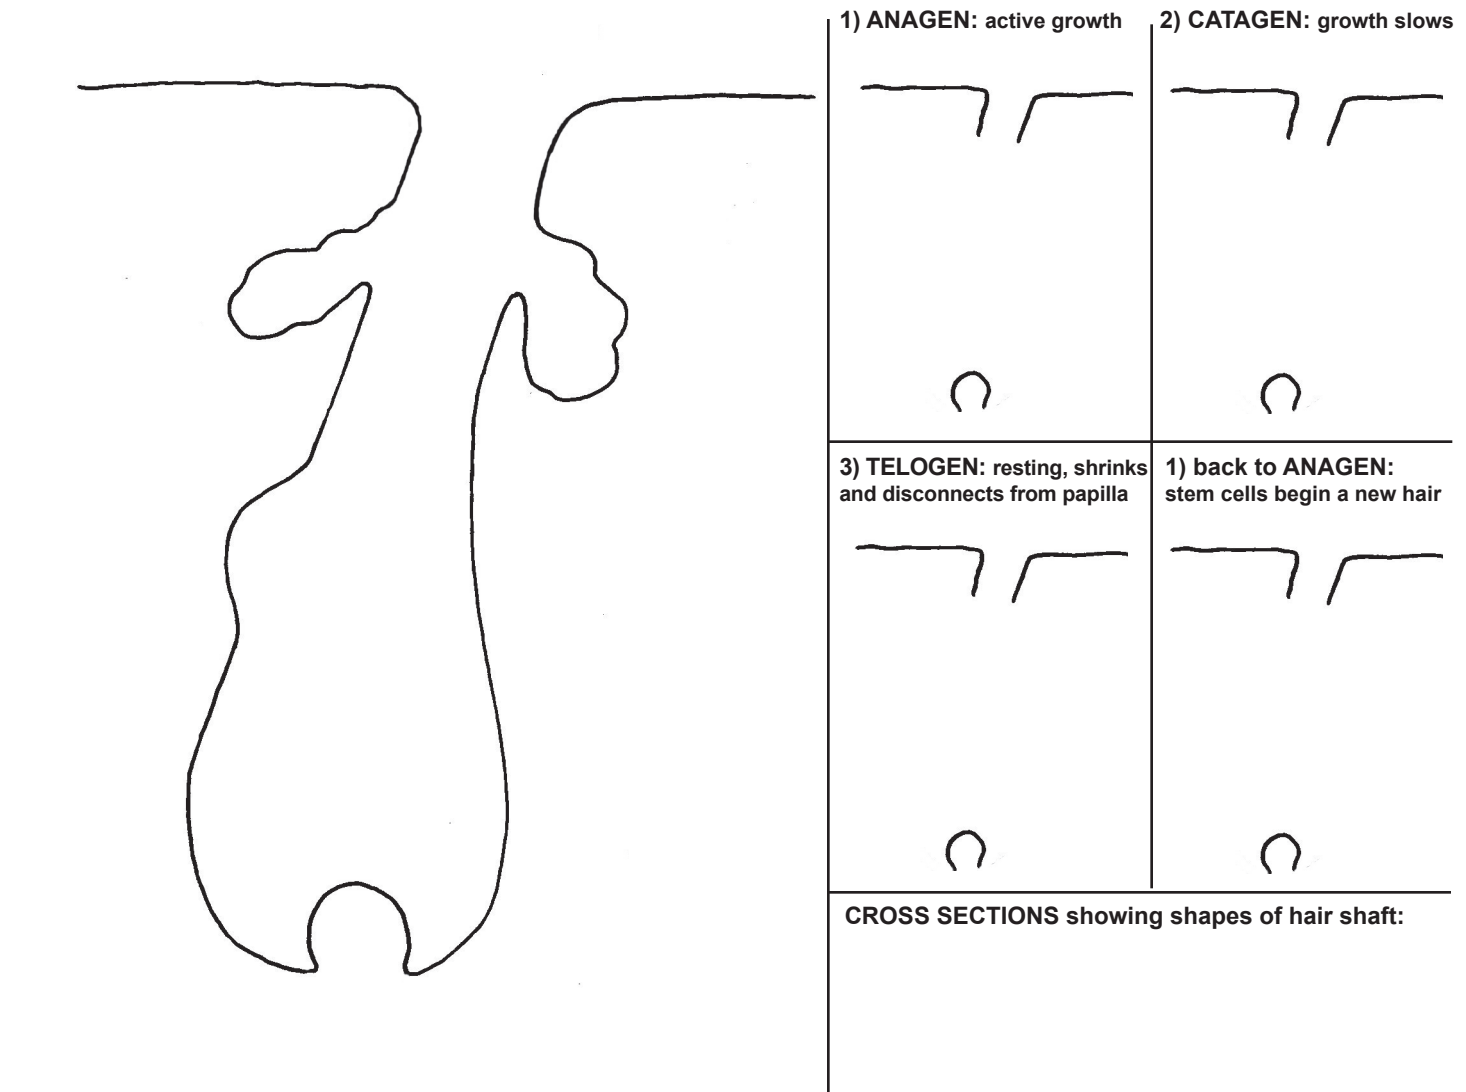 1) ANAGEN: active growth
2) CATAGEN: growth slows
3) TELOGEN: resting, shrinks
and disconnects from papilla
1) back to ANAGEN:
stem cells begin a new hair
CROSS SECTIONS showing shapes of hair shaft: